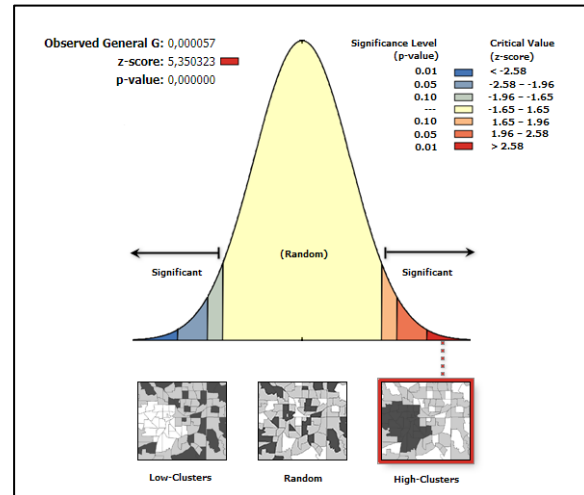 Observed General G: 0,000057
z-score: 5,350323
p-value: 0,000000
Significance Level
(p-value)
Critical Value
(z-score)
0.01 < -2.58
0.05 -2.58 – -1.96
0.10 -1.96 – -1.65
--- -1.65 – 1.65
0.10 1.65 – 1.96
0.05 1.96 – 2.58
0.01 > 2.58
Significant
(Random)
Significant
Low-Clusters
Random
High-Clusters